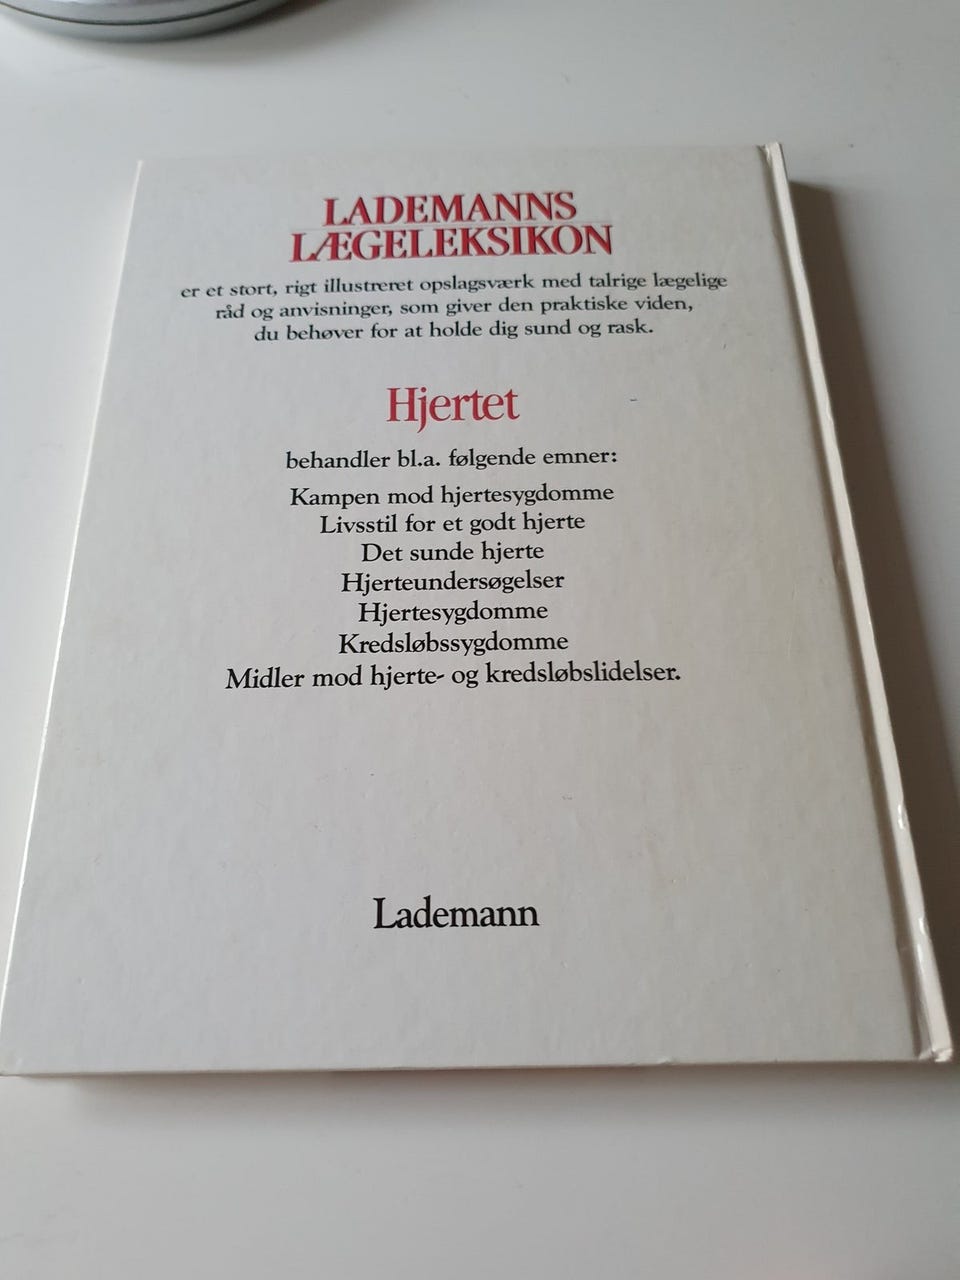 LADEMANNS
LÆGELEKSIKON
er et stort, rigt illustreret opslagsværk med talrige lægelige
råd og anvisninger, som giver den praktiske viden,
du behøver for at holde dig sund og rask.
Hjertet
behandler bl.a. følgende emner:
Kampen mod hjertesygdomme
Livsstil for et godt hjerte
Det sunde hjerte
Hjerteundersøgelser
Hjertesygdomme
Kredsløbssygdomme
Midler mod hjerte- og kredsløbslidelser.
Lademann